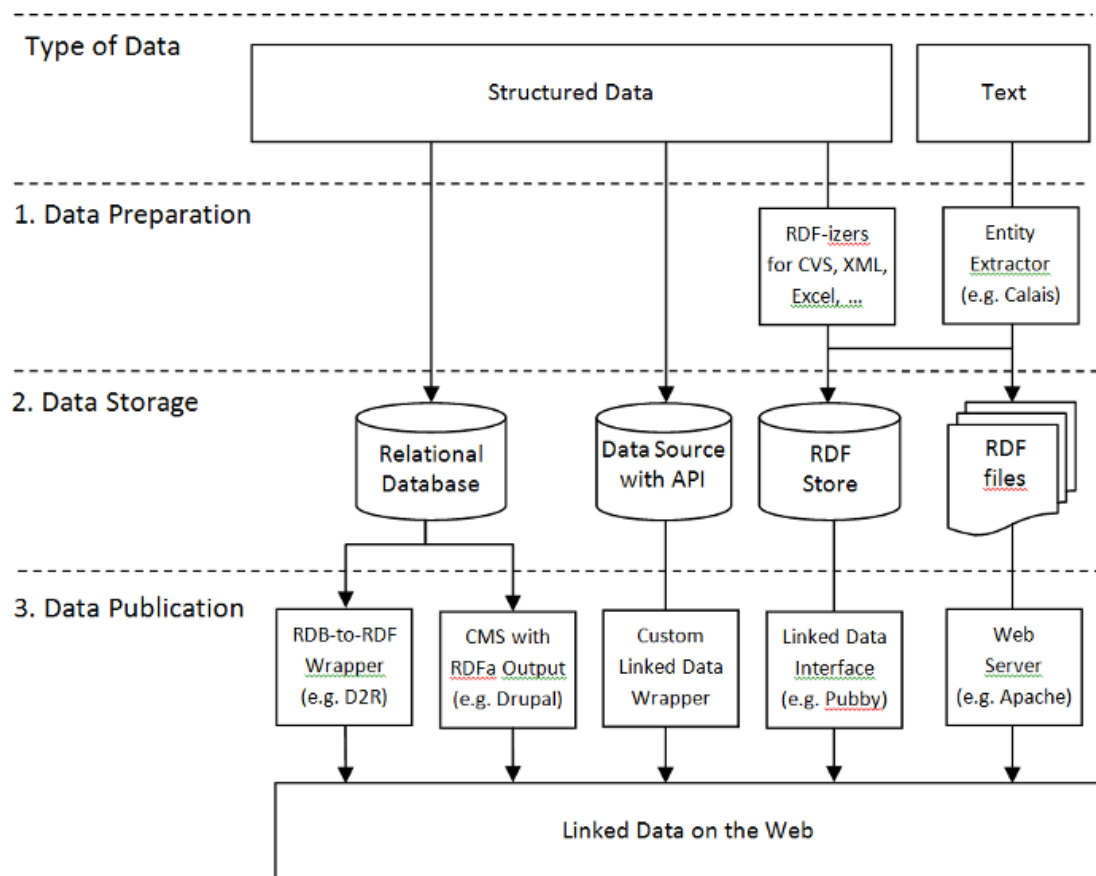 Type of Data
Structured Data
Text
1. Data Preparation
RDF-izers
for CVS, XML,
Excel, ...
Entity
Extractor
(e.g. Calais)
2. Data Storage
Relational
Database
Data Source
with API
RDF
Store
RDF
files
3. Data Publication
RDB-to-RDF
Wrapper
(e.g. D2R)
CMS with
RDFa Output
(e.g. Drupal)
Custom
Linked Data
Wrapper
Linked Data
Interface
(e.g. Pubby)
Web
Server
(e.g. Apache)
Linked Data on the Web